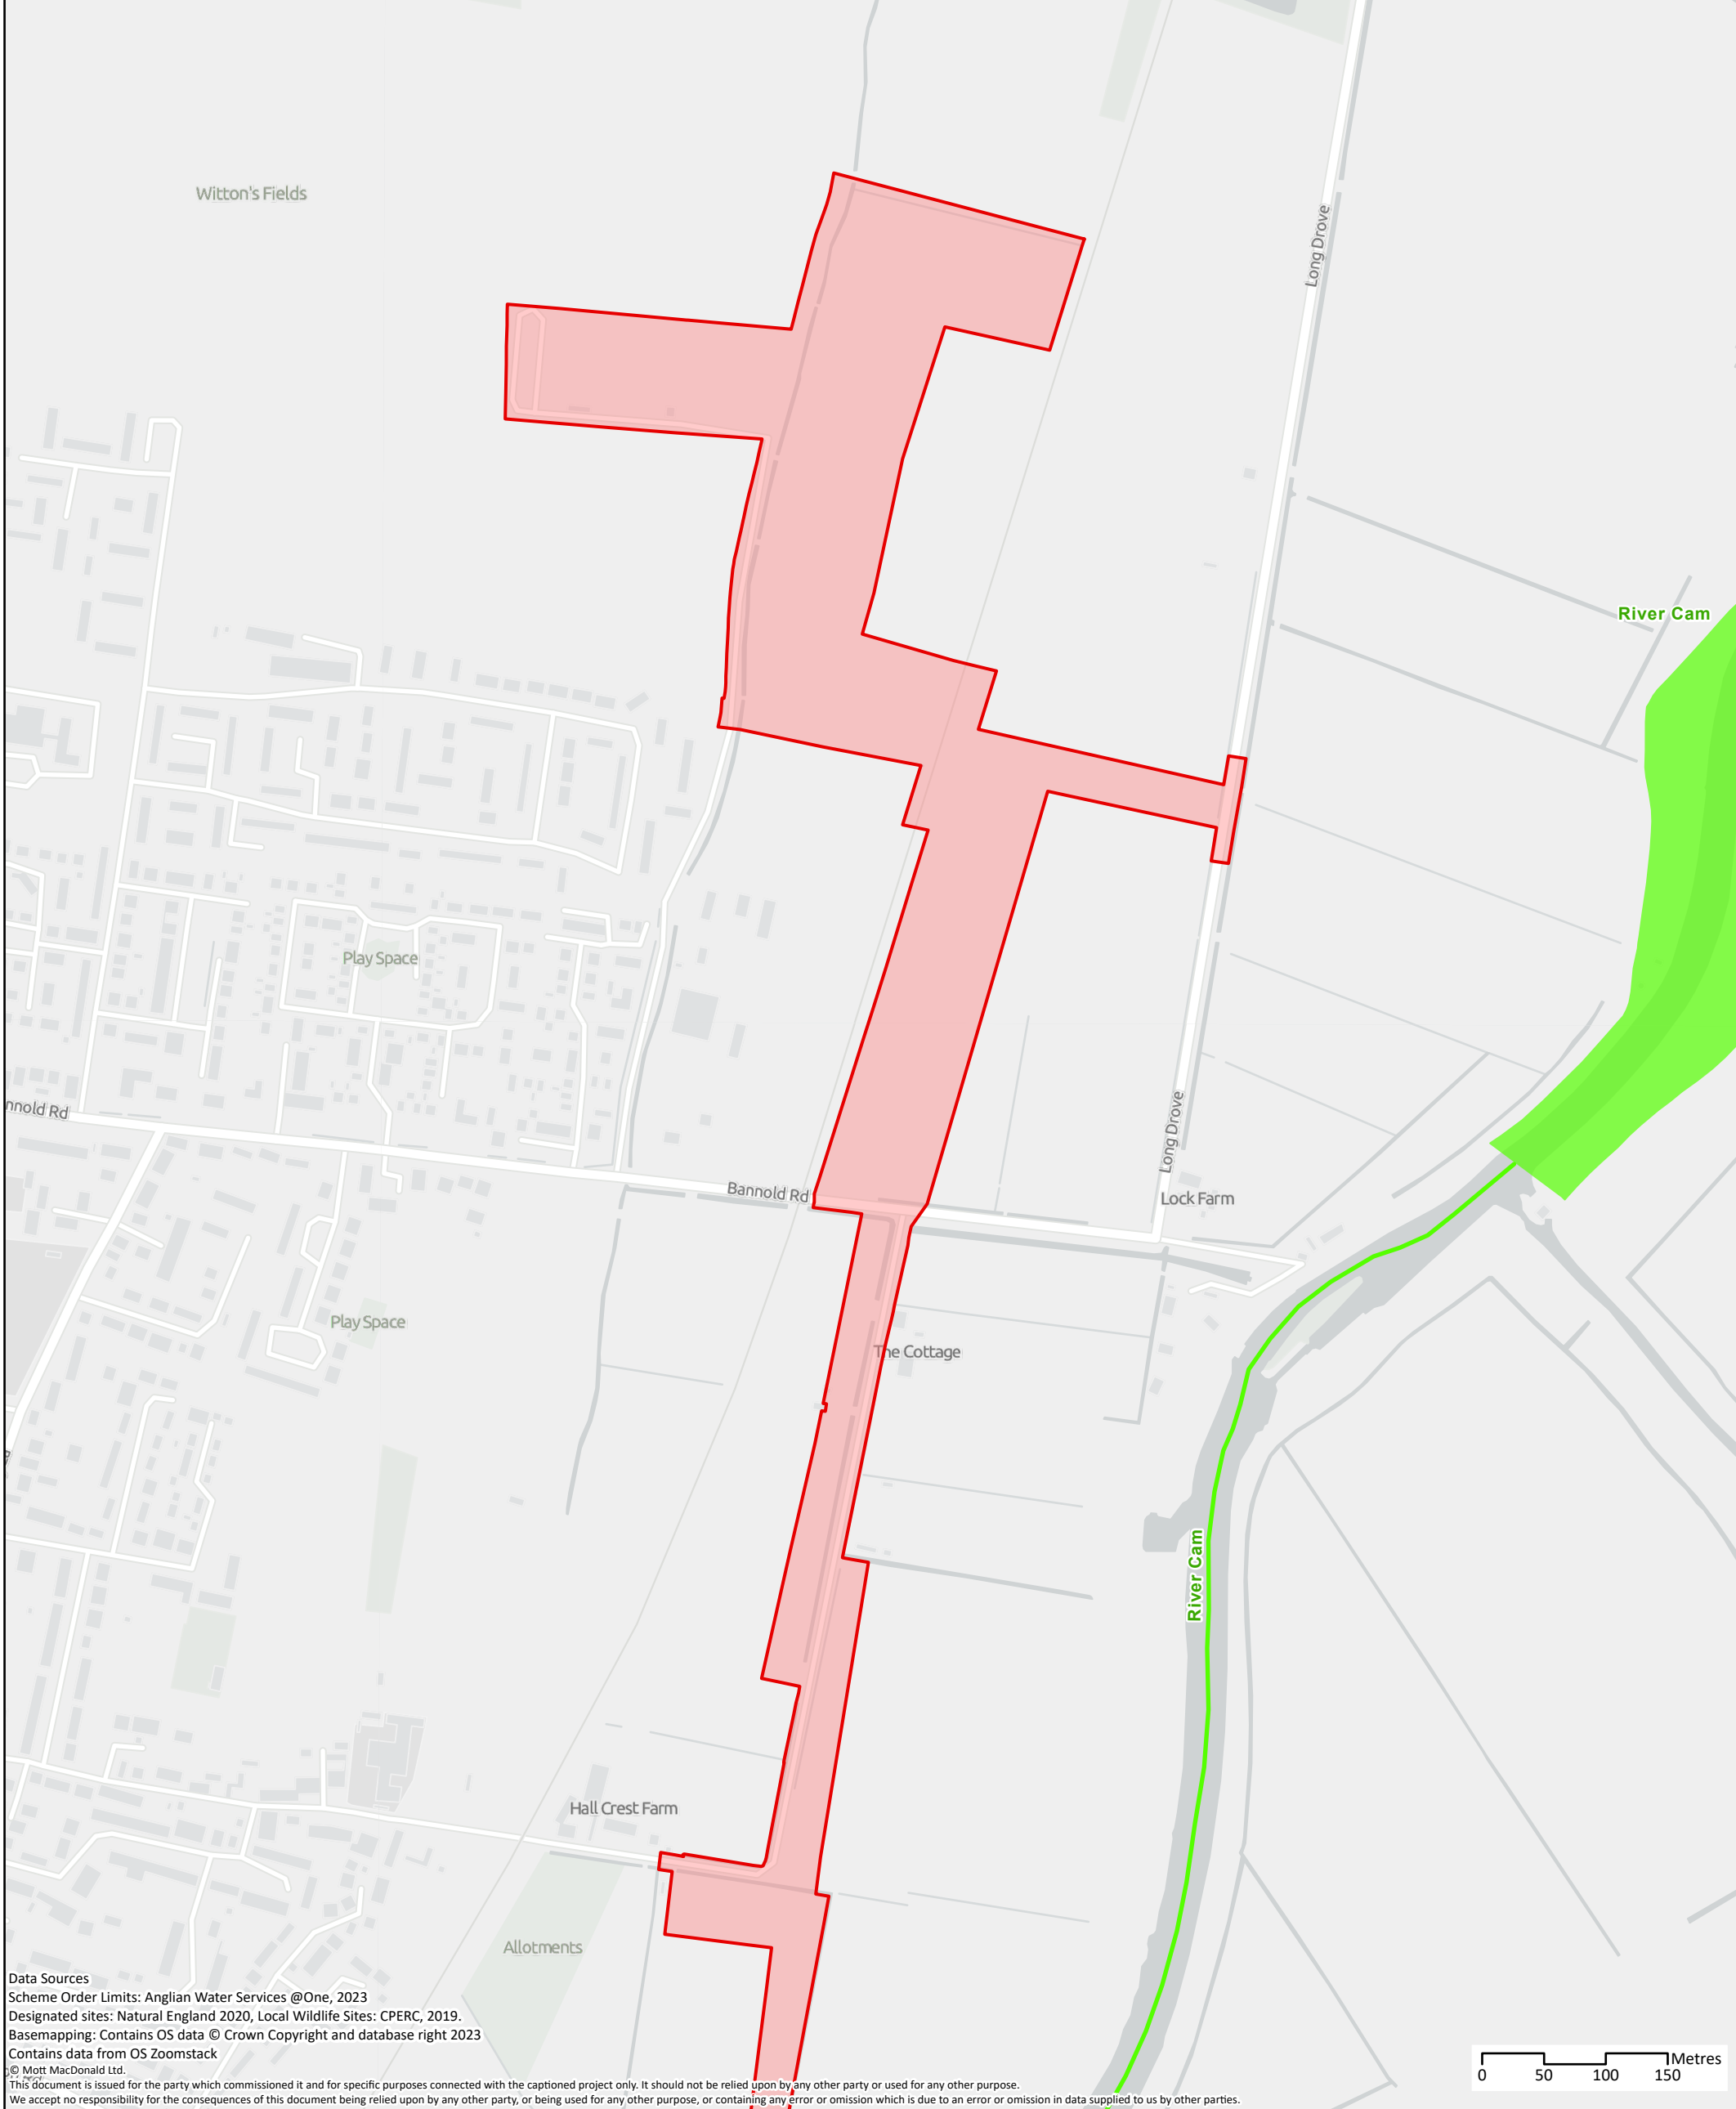 Witton's Fields
Long Drove
River Cam
Play Space
nnold Rd
Long Drove
Bannold Rd
Lock Farm
Play Space
The Cottage
River Cam
Hall Crest Farm
Allotments
Data Sources
Scheme Order Limits: Anglian Water Services @One, 2023
Designated sites: Natural England 2020, Local Wildlife Sites: CPERC, 2019.
Basemapping: Contains OS data © Crown Copyright and database right 2023
Contains data from OS Zoomstack
© Mott MacDonald Ltd.
This document is issued for the party which commissioned it and for specific purposes connected with the captioned project only. It should not be relied upon by any other party or used for any other purpose.
We accept no responsibility for the consequences of this document being relied upon by any other party, or being used for any other purpose, or containing any error or omission which is due to an error or omission in data supplied to us by other parties.
Metres
0 50 100 150